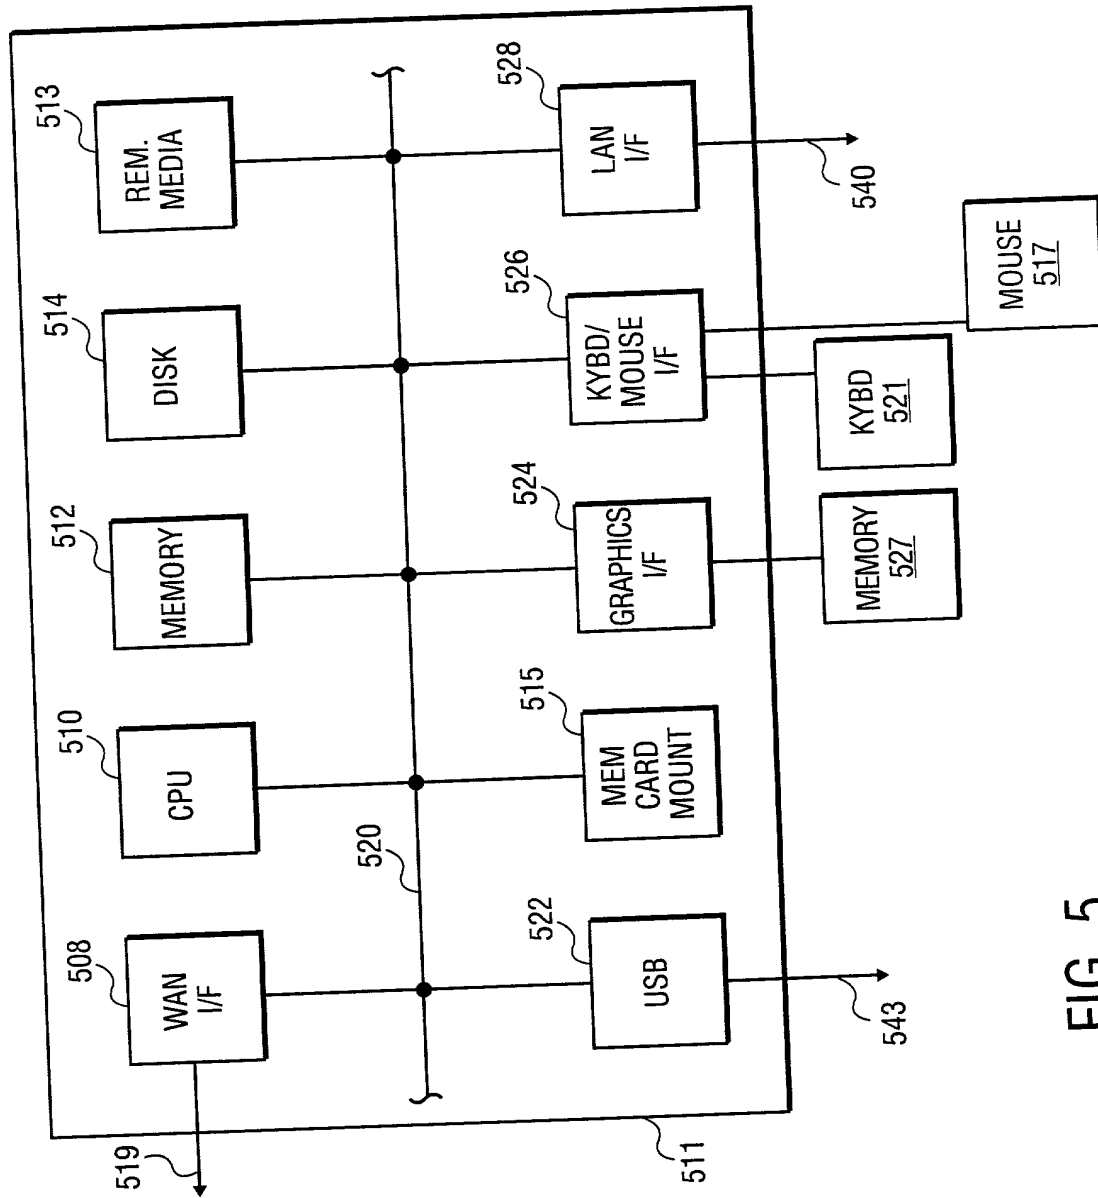 508
WAN
I/F
519
510
CPU
512
MEMORY
514
DISK
513
REM.
MEDIA
520
522
USB
543
515
MEM
CARD
MOUNT
524
GRAPHICS
I/F
526
KYBD/
MOUSE
I/F
528
LAN
I/F
540
511
MEMORY
527
KYBD
521
MOUSE
517
FIG. 5